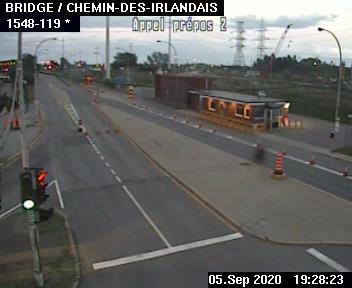 BRIDGE / CHEMIN-DES-IRLANDAIS
Appel prépos 2
1548-119 *
05.Sep 2020 19:28:23